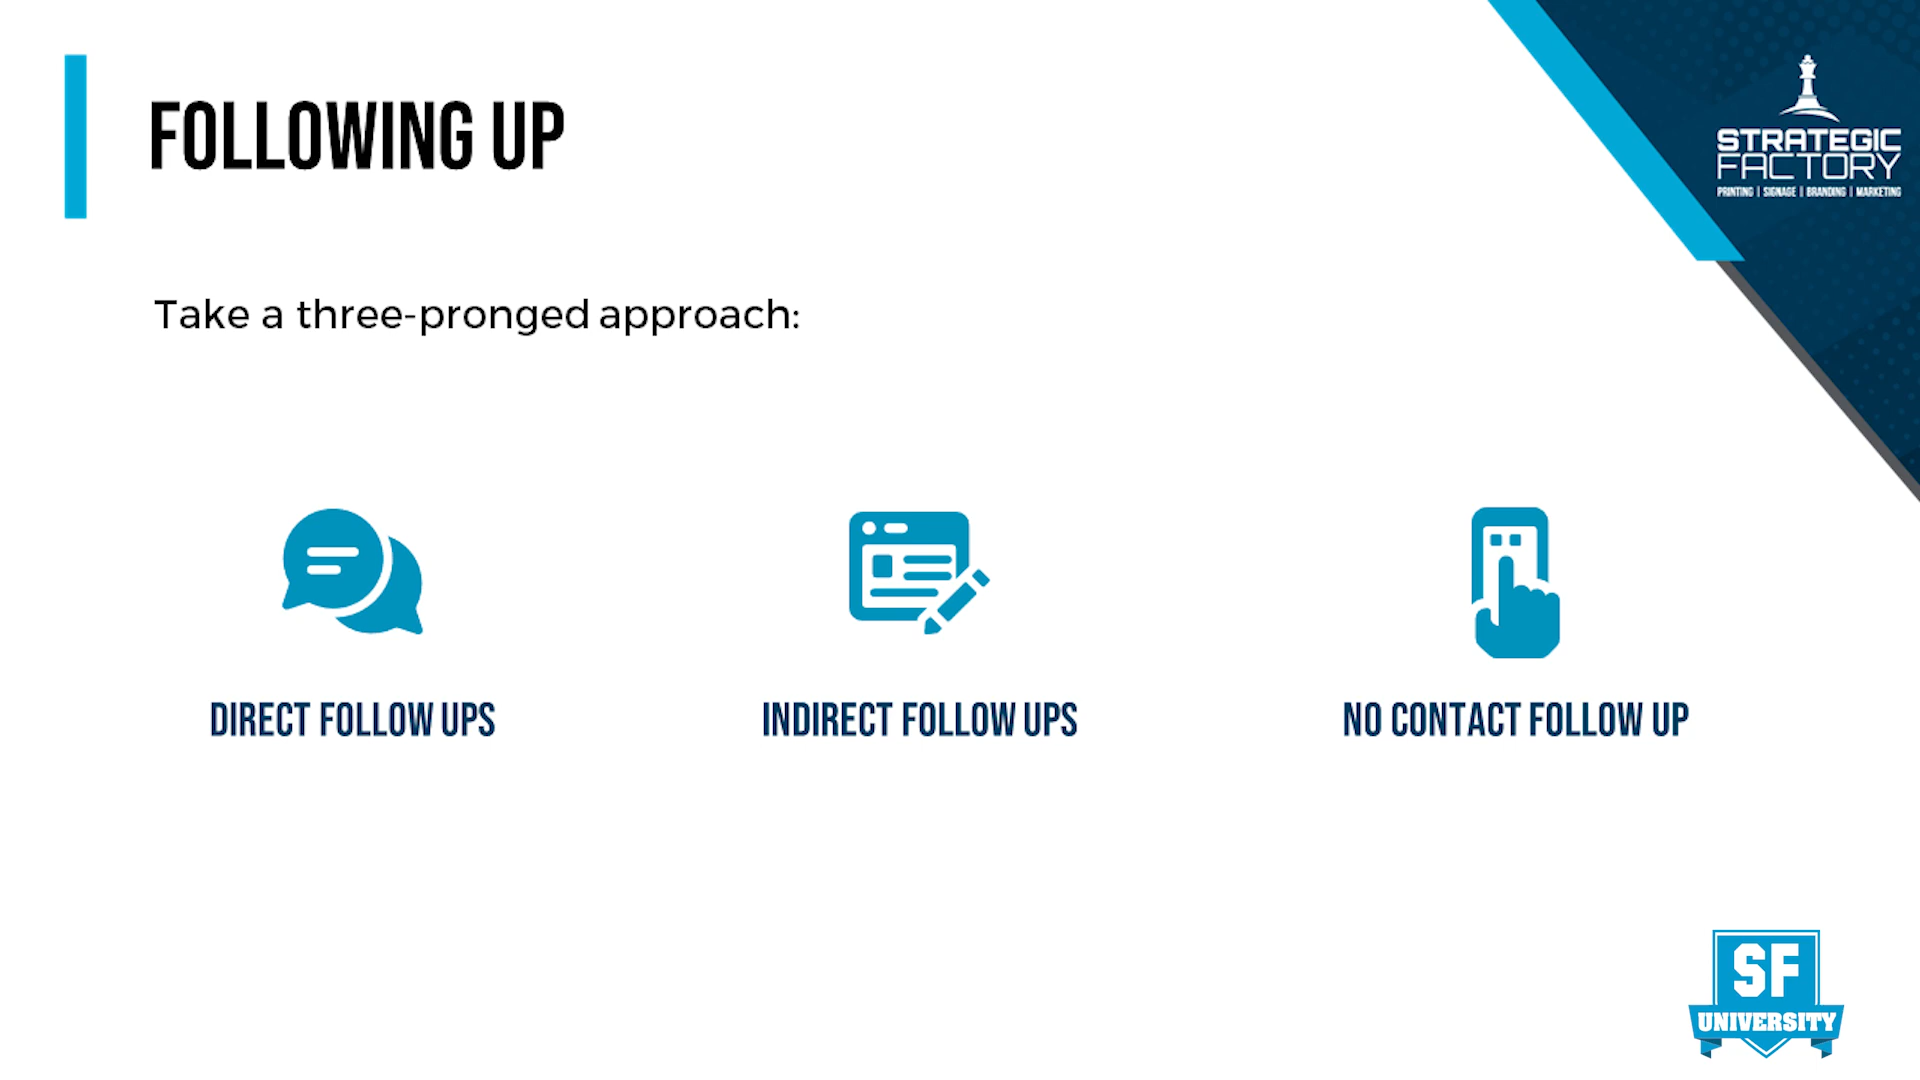 FOLLOWING UP
STRATEGIC
FACTORY
PRINTING | SIGNAGE | BRANDING | MARKETING
Take a three-pronged approach:
DIRECT FOLLOW UPS
INDIRECT FOLLOW UPS
NO CONTACT FOLLOW UP
SF
UNIVERSITY